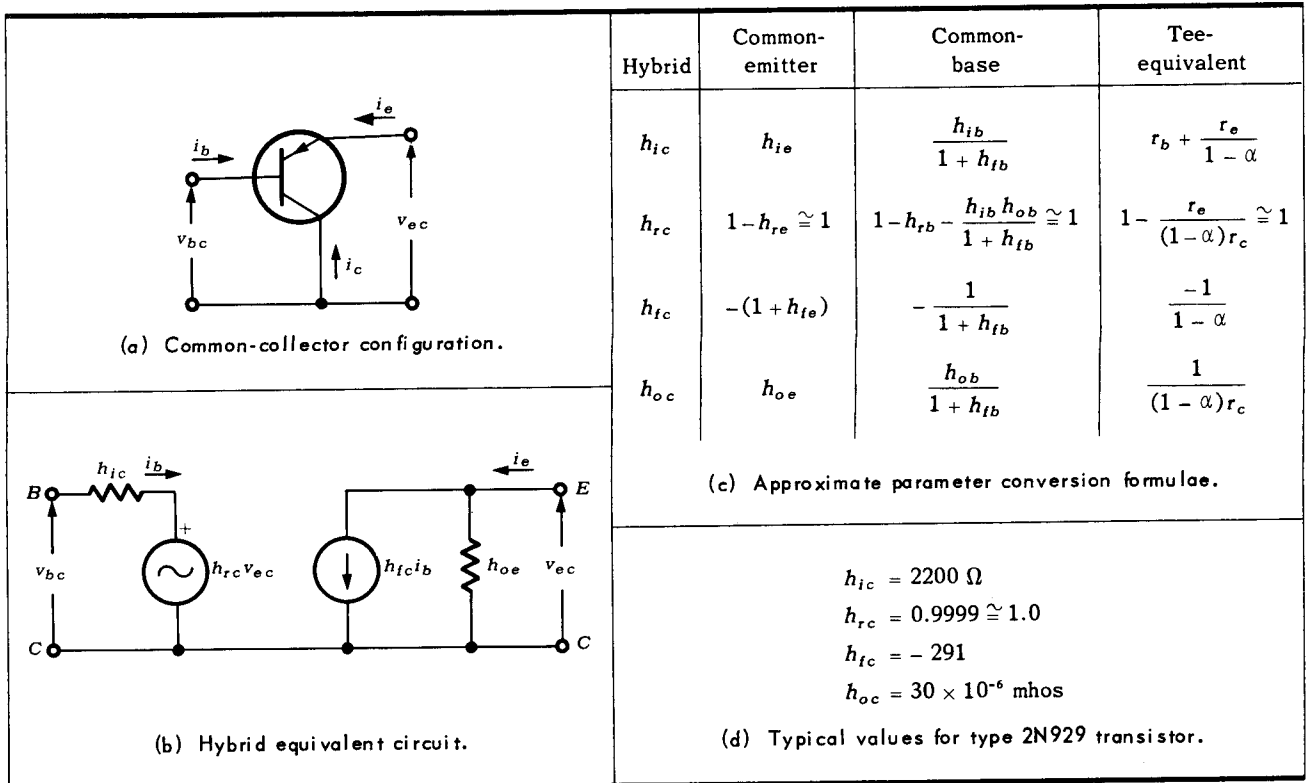 i_e
i_b
v_bc
v_ec
i_c
(a) Common-collector configuration.
h_ic i_b
i_e
B
E
+
v_bc
h_rc v_ec
h_fc i_b
h_oe
v_ec
C
C
(b) Hybrid equivalent circuit.
Hybrid Common-emitter Common-base Tee-equivalent
h_ic h_ie h_ib / (1 + h_fb) r_b + r_e / (1 - α)
h_rc 1 - h_re ≅ 1 1 - h_rb - h_ib h_ob / (1 + h_fb) ≅ 1 1 - r_e / ((1 - α) r_c) ≅ 1
h_fc -(1 + h_fe) - 1 / (1 + h_fb) -1 / (1 - α)
h_oc h_oe h_ob / (1 + h_fb) 1 / ((1 - α) r_c)
(c) Approximate parameter conversion formulae.
h_ic = 2200 Ω
h_rc = 0.9999 ≅ 1.0
h_fc = - 291
h_oc = 30 × 10⁻⁶ mhos
(d) Typical values for type 2N929 transistor.